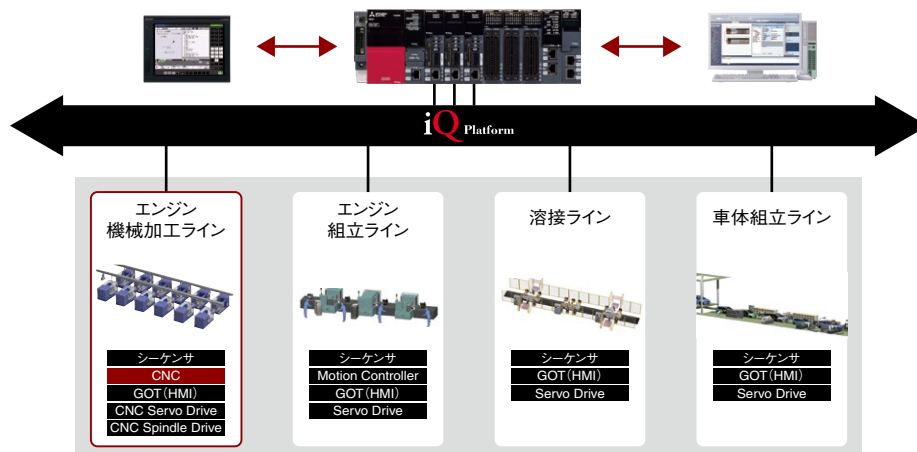 iQ Platform
エンジン
機械加工ライン
シーケンサ
CNC
GOT(HMI)
CNC Servo Drive
CNC Spindle Drive
エンジン
組立ライン
シーケンサ
Motion Controller
GOT(HMI)
Servo Drive
溶接ライン
シーケンサ
GOT(HMI)
Servo Drive
車体組立ライン
シーケンサ
GOT(HMI)
Servo Drive